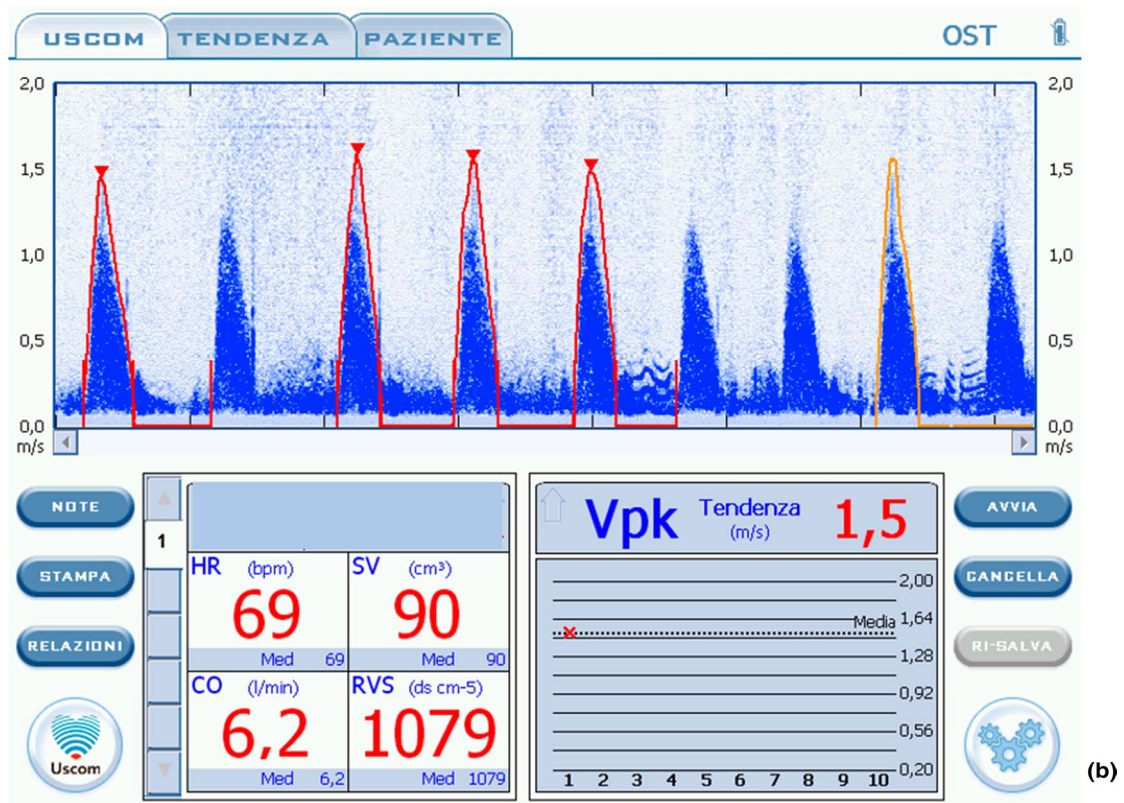 USCOM TENDENZA PAZIENTE OST
2,0 2,0
1,5 1,5
1,0 1,0
0,5 0,5
0,0 0,0
m/s m/s
NOTE
STAMPA
RELAZIONI
Uscom
1
HR (bpm)
69
Med 69
SV (cm³)
90
Med 90
CO (l/min)
6,2
Med 6,2
RVS (ds cm-5)
1079
Med 1079
Vpk Tendenza (m/s) 1,5
2,00
Media 1,64
1,28
0,92
0,56
0,20
1 2 3 4 5 6 7 8 9 10
AVVIA
CANCELLA
RI-SALVA
(b)